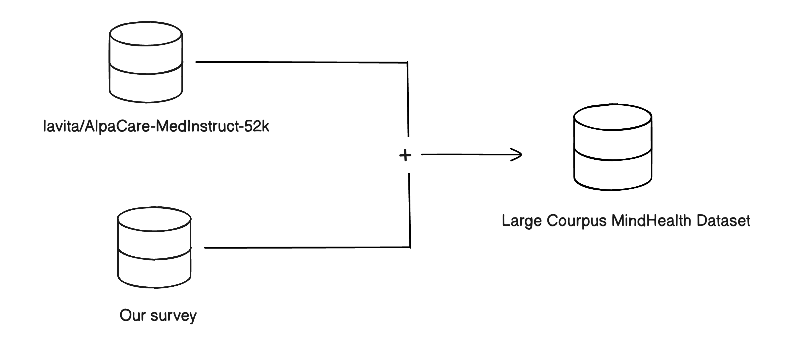 lavita/AlpaCare-MedInstruct-52k
+
Large Courpus MindHealth Dataset
Our survey